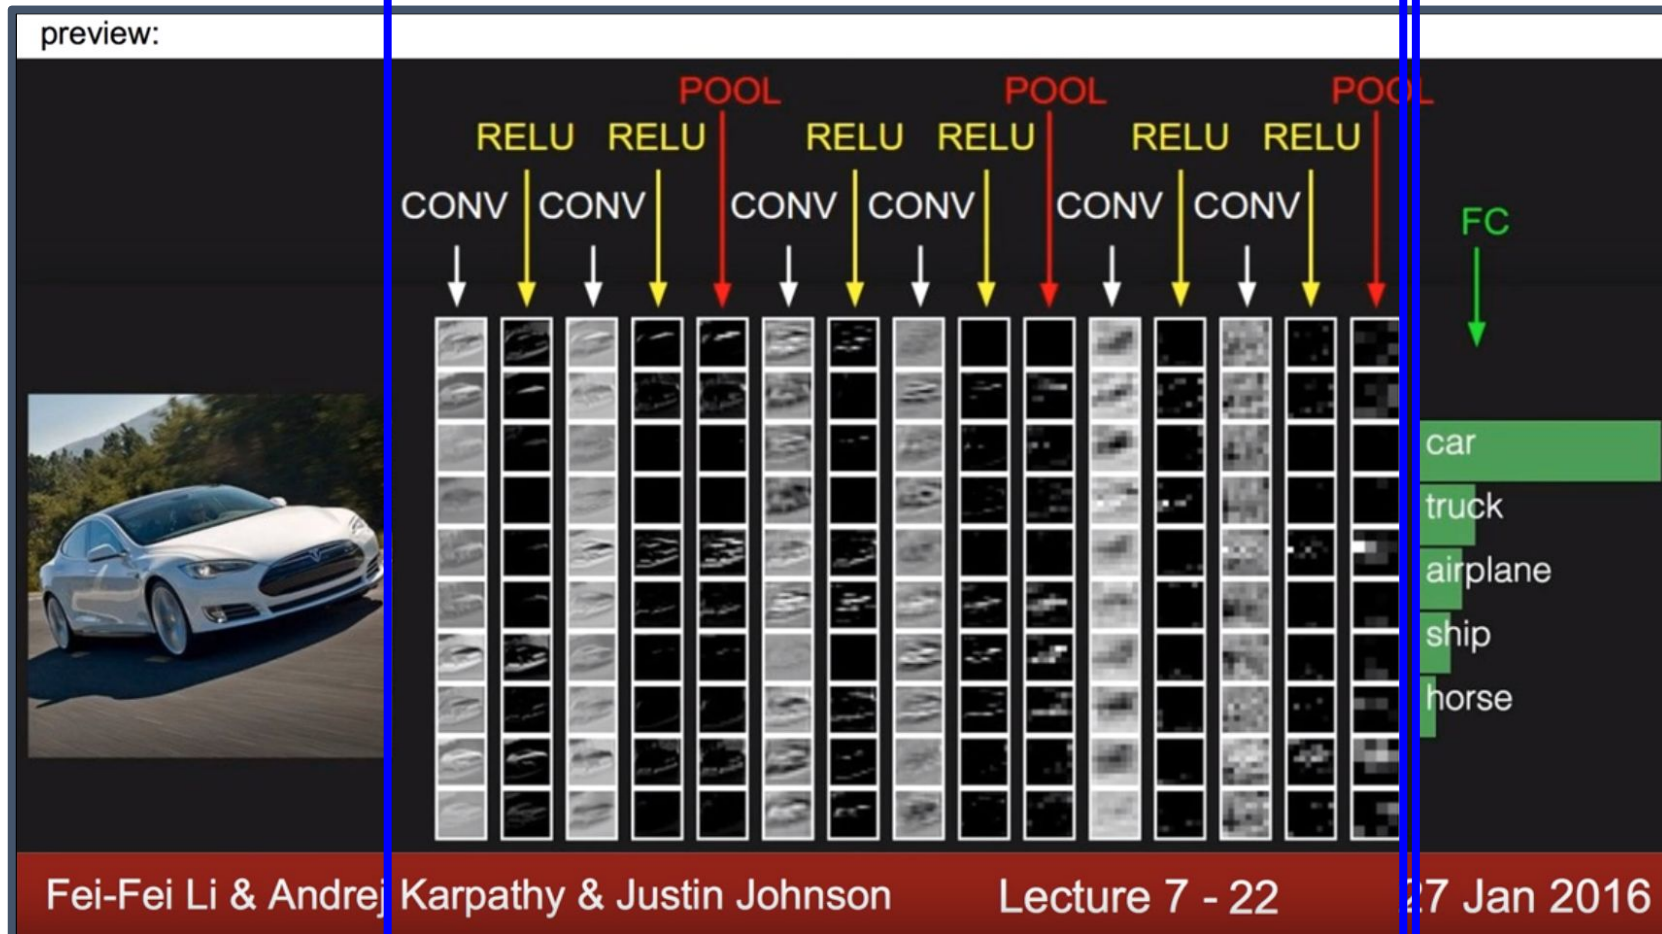 preview:
POOL POOL POOL
RELU RELU RELU RELU RELU RELU
CONV CONV CONV CONV CONV CONV
FC
car
truck
airplane
ship
horse
Fei-Fei Li & Andrej Karpathy & Justin Johnson Lecture 7 - 22 27 Jan 2016